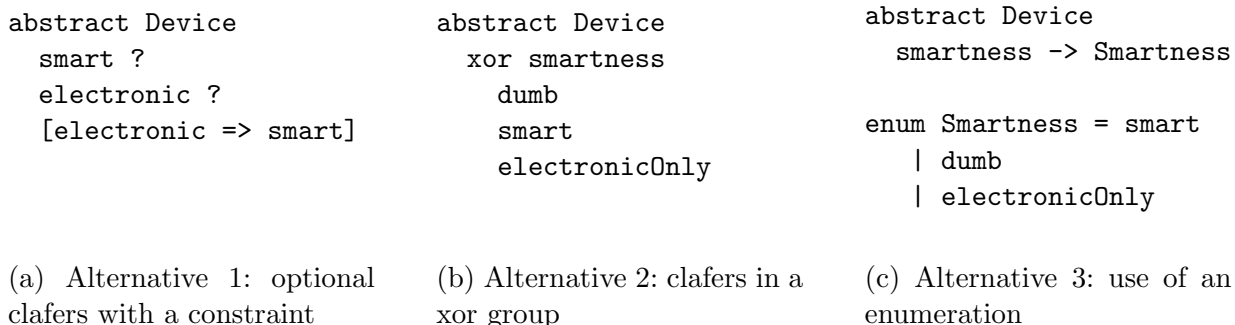 abstract Device
  smart ?
  electronic ?
  [electronic => smart]
(a) Alternative 1: optional
clafers with a constraint
abstract Device
  xor smartness
    dumb
    smart
    electronicOnly
(b) Alternative 2: clafers in a
xor group
abstract Device
  smartness -> Smartness
enum Smartness = smart
   | dumb
   | electronicOnly
(c) Alternative 3: use of an
enumeration